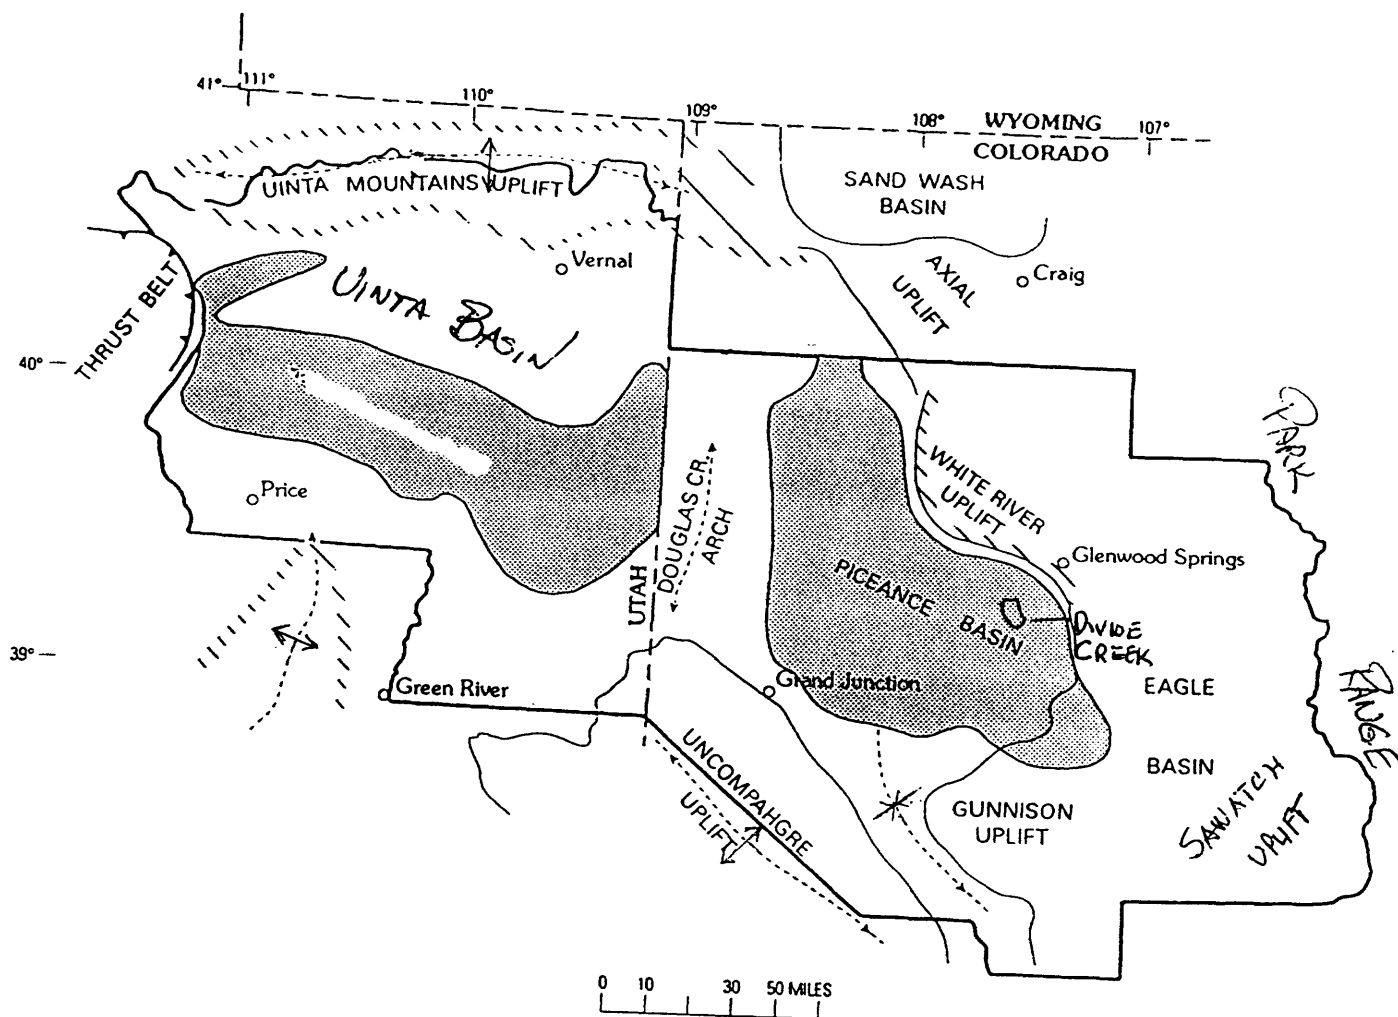 41° 111°
110°
109°
108°
107°
WYOMING
COLORADO
UINTA MOUNTAINS UPLIFT
SAND WASH
BASIN
Vernal
AXIAL
UPLIFT
Craig
THRUST BELT
UINTA BASIN
40°
PARK
RANGE
Price
DOUGLAS CR.
ARCH
WHITE RIVER
UPLIFT
Glenwood Springs
UTAH
PICEANCE
BASIN
DIVIDE
CREEK
39°
Green River
Grand Junction
EAGLE
BASIN
UNCOMPAHGRE
UPLIFT
GUNNISON
UPLIFT
SAWATCH
UPLIFT
0 10 30 50 MILES